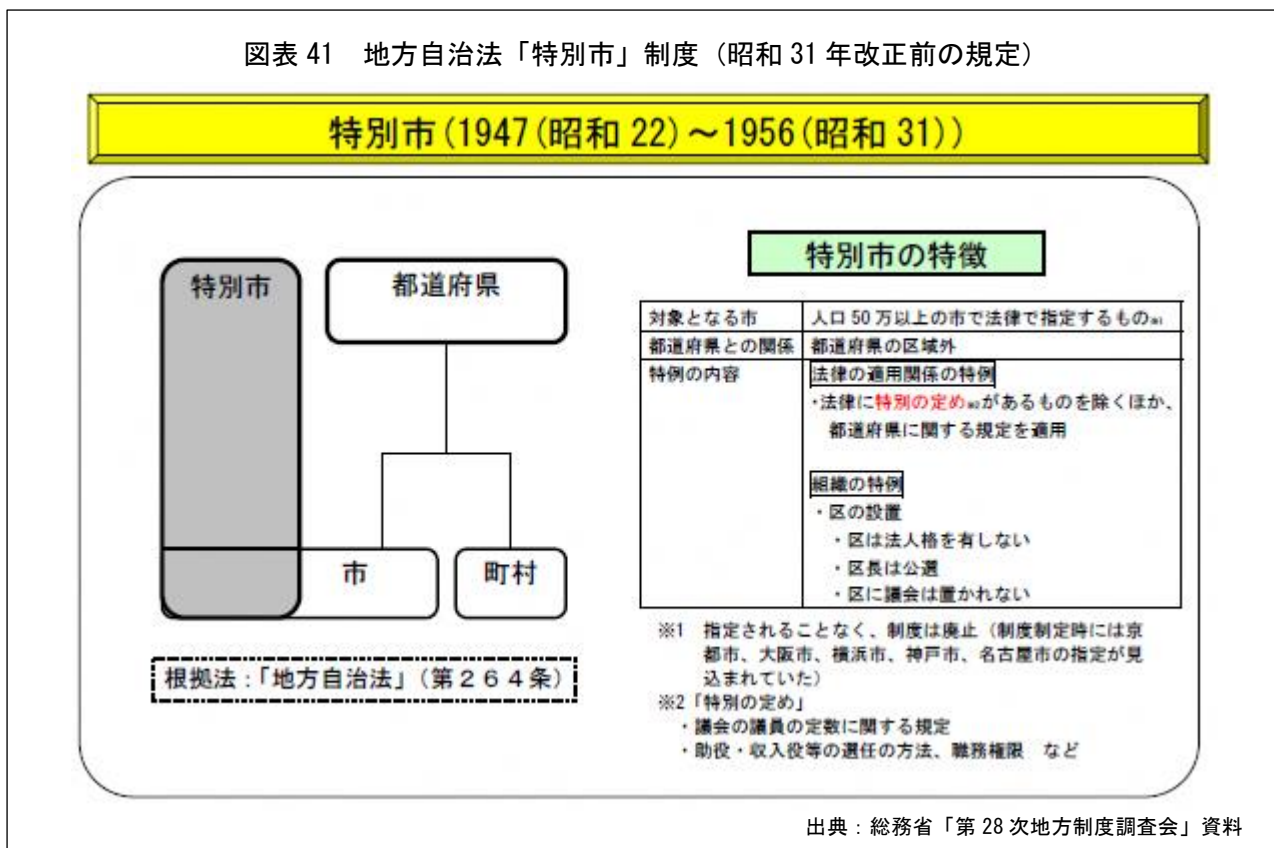 図表 41　地方自治法「特別市」制度（昭和 31 年改正前の規定）
特別市(1947(昭和 22)～1956(昭和 31))
特別市
都道府県
市
町村
根拠法：「地方自治法」（第２６４条）
特別市の特徴
対象となる市　人口 50 万以上の市で法律で指定するもの※1
都道府県との関係　都道府県の区域外
特例の内容　法律の適用関係の特例
・法律に特別の定め※2があるものを除くほか、
都道府県に関する規定を適用
組織の特例
・区の設置
・区は法人格を有しない
・区長は公選
・区に議会は置かれない
※1　指定されることなく、制度は廃止（制度制定時には京
都市、大阪市、横浜市、神戸市、名古屋市の指定が見
込まれていた）
※2「特別の定め」
・議会の議員の定数に関する規定
・助役・収入役等の選任の方法、職務権限　など
出典：総務省「第 28 次地方制度調査会」資料